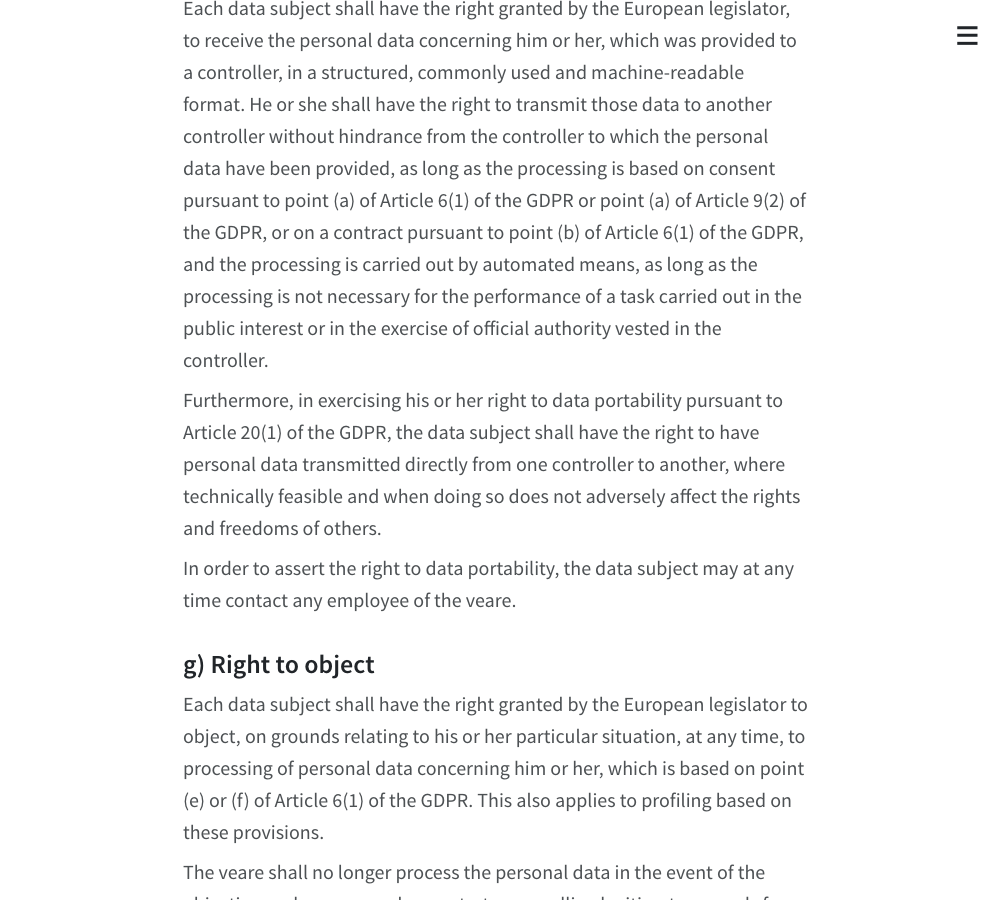 Each data subject shall have the right granted by the European legislator,
to receive the personal data concerning him or her, which was provided to
a controller, in a structured, commonly used and machine-readable
format. He or she shall have the right to transmit those data to another
controller without hindrance from the controller to which the personal
data have been provided, as long as the processing is based on consent
pursuant to point (a) of Article 6(1) of the GDPR or point (a) of Article 9(2) of
the GDPR, or on a contract pursuant to point (b) of Article 6(1) of the GDPR,
and the processing is carried out by automated means, as long as the
processing is not necessary for the performance of a task carried out in the
public interest or in the exercise of official authority vested in the
controller.
Furthermore, in exercising his or her right to data portability pursuant to
Article 20(1) of the GDPR, the data subject shall have the right to have
personal data transmitted directly from one controller to another, where
technically feasible and when doing so does not adversely affect the rights
and freedoms of others.
In order to assert the right to data portability, the data subject may at any
time contact any employee of the veare.
g) Right to object
Each data subject shall have the right granted by the European legislator to
object, on grounds relating to his or her particular situation, at any time, to
processing of personal data concerning him or her, which is based on point
(e) or (f) of Article 6(1) of the GDPR. This also applies to profiling based on
these provisions.
The veare shall no longer process the personal data in the event of the